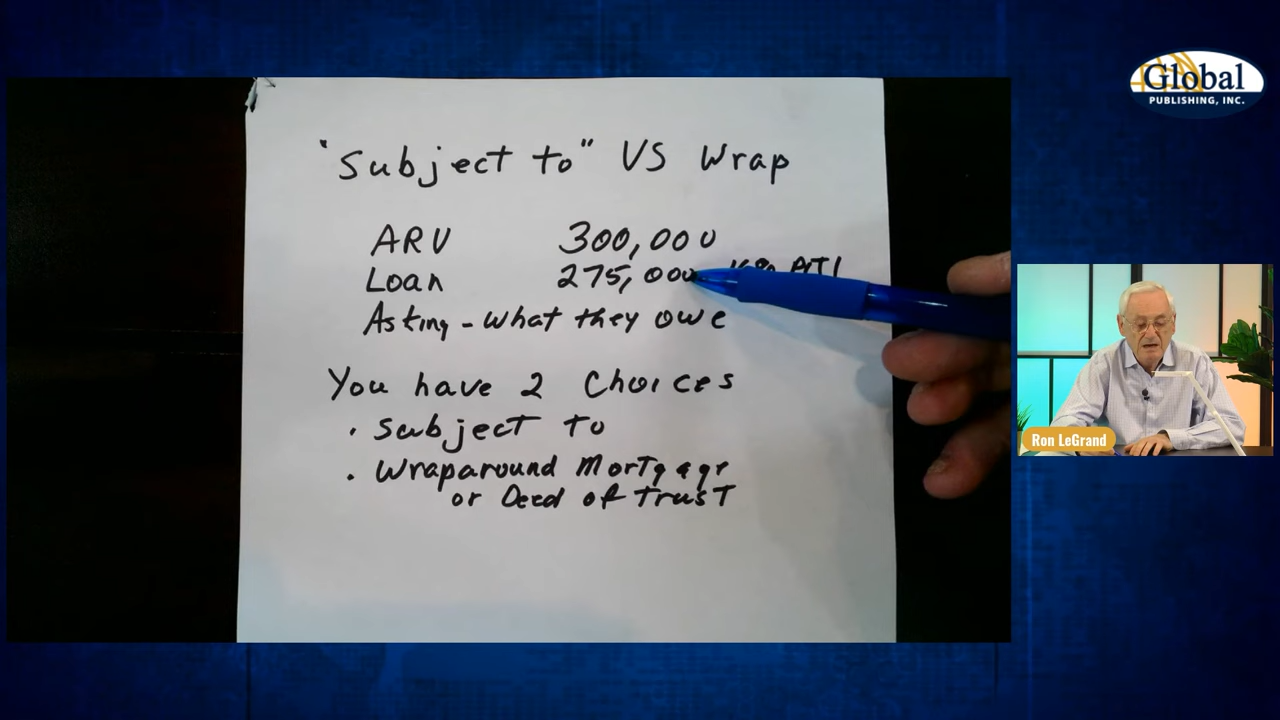 "Subject to" VS Wrap
ARV 300,000
Loan 275,000
Asting - what they owe
You have 2 Choices
• Subject to
• Wraparound Mortgage
or Deed of Trust
Global
PUBLISHING, INC.
Ron LeGrand